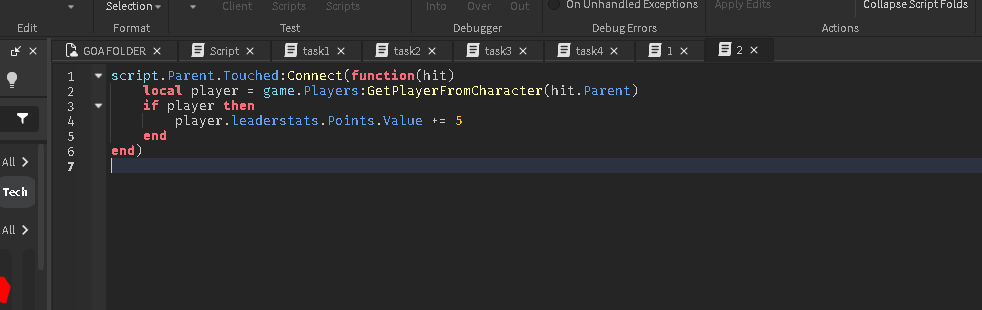 Selection Client Scripts Scripts Into Over Out On Unhandled Exceptions Apply Edits Collapse Script Folds
Edit Format Test Debugger Debug Errors Actions
GOA FOLDER × Script × task1 × task2 × task3 × task4 × 1 × 2 ×
1 script.Parent.Touched:Connect(function(hit)
2 local player = game.Players:GetPlayerFromCharacter(hit.Parent)
3 if player then
4 player.leaderstats.Points.Value += 5
5 end
6 end)
7
All >
Tech
All >